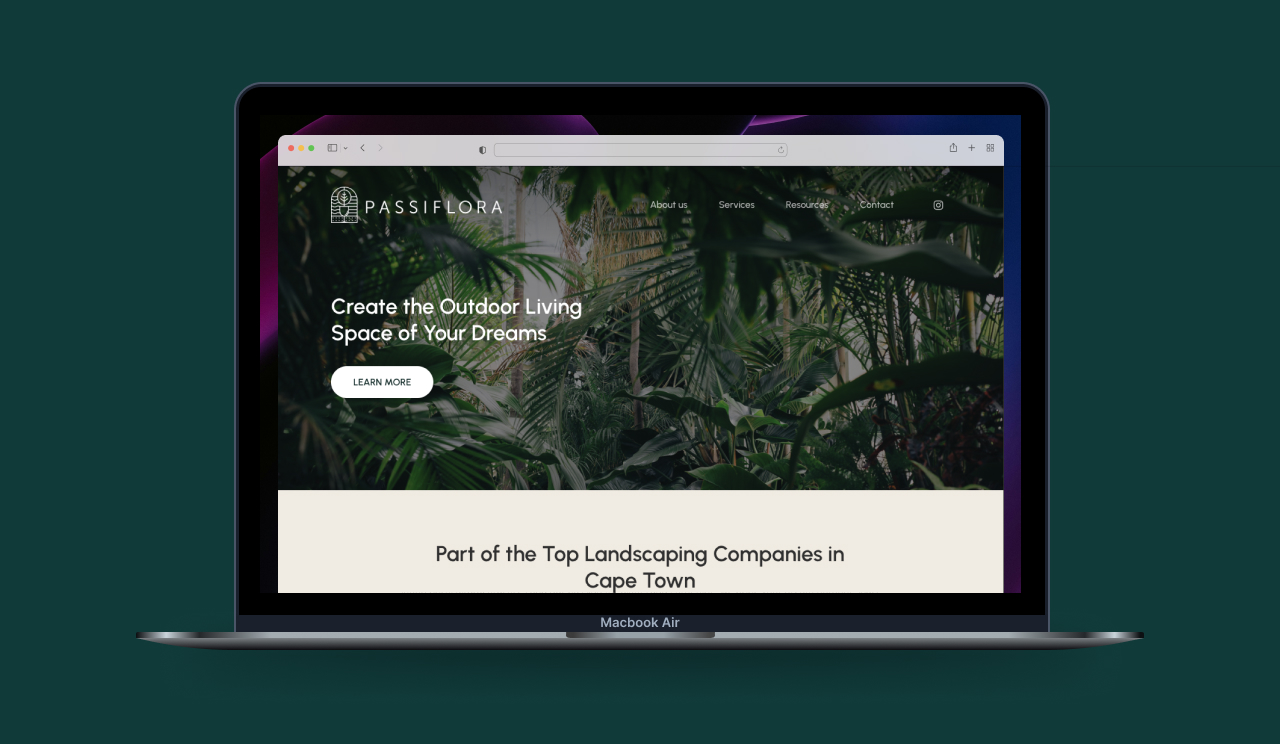 PASSIFLORA
About us Services Resources Contact
Create the Outdoor Living
Space of Your Dreams
LEARN MORE
Part of the Top Landscaping Companies in
Cape Town
Macbook Air